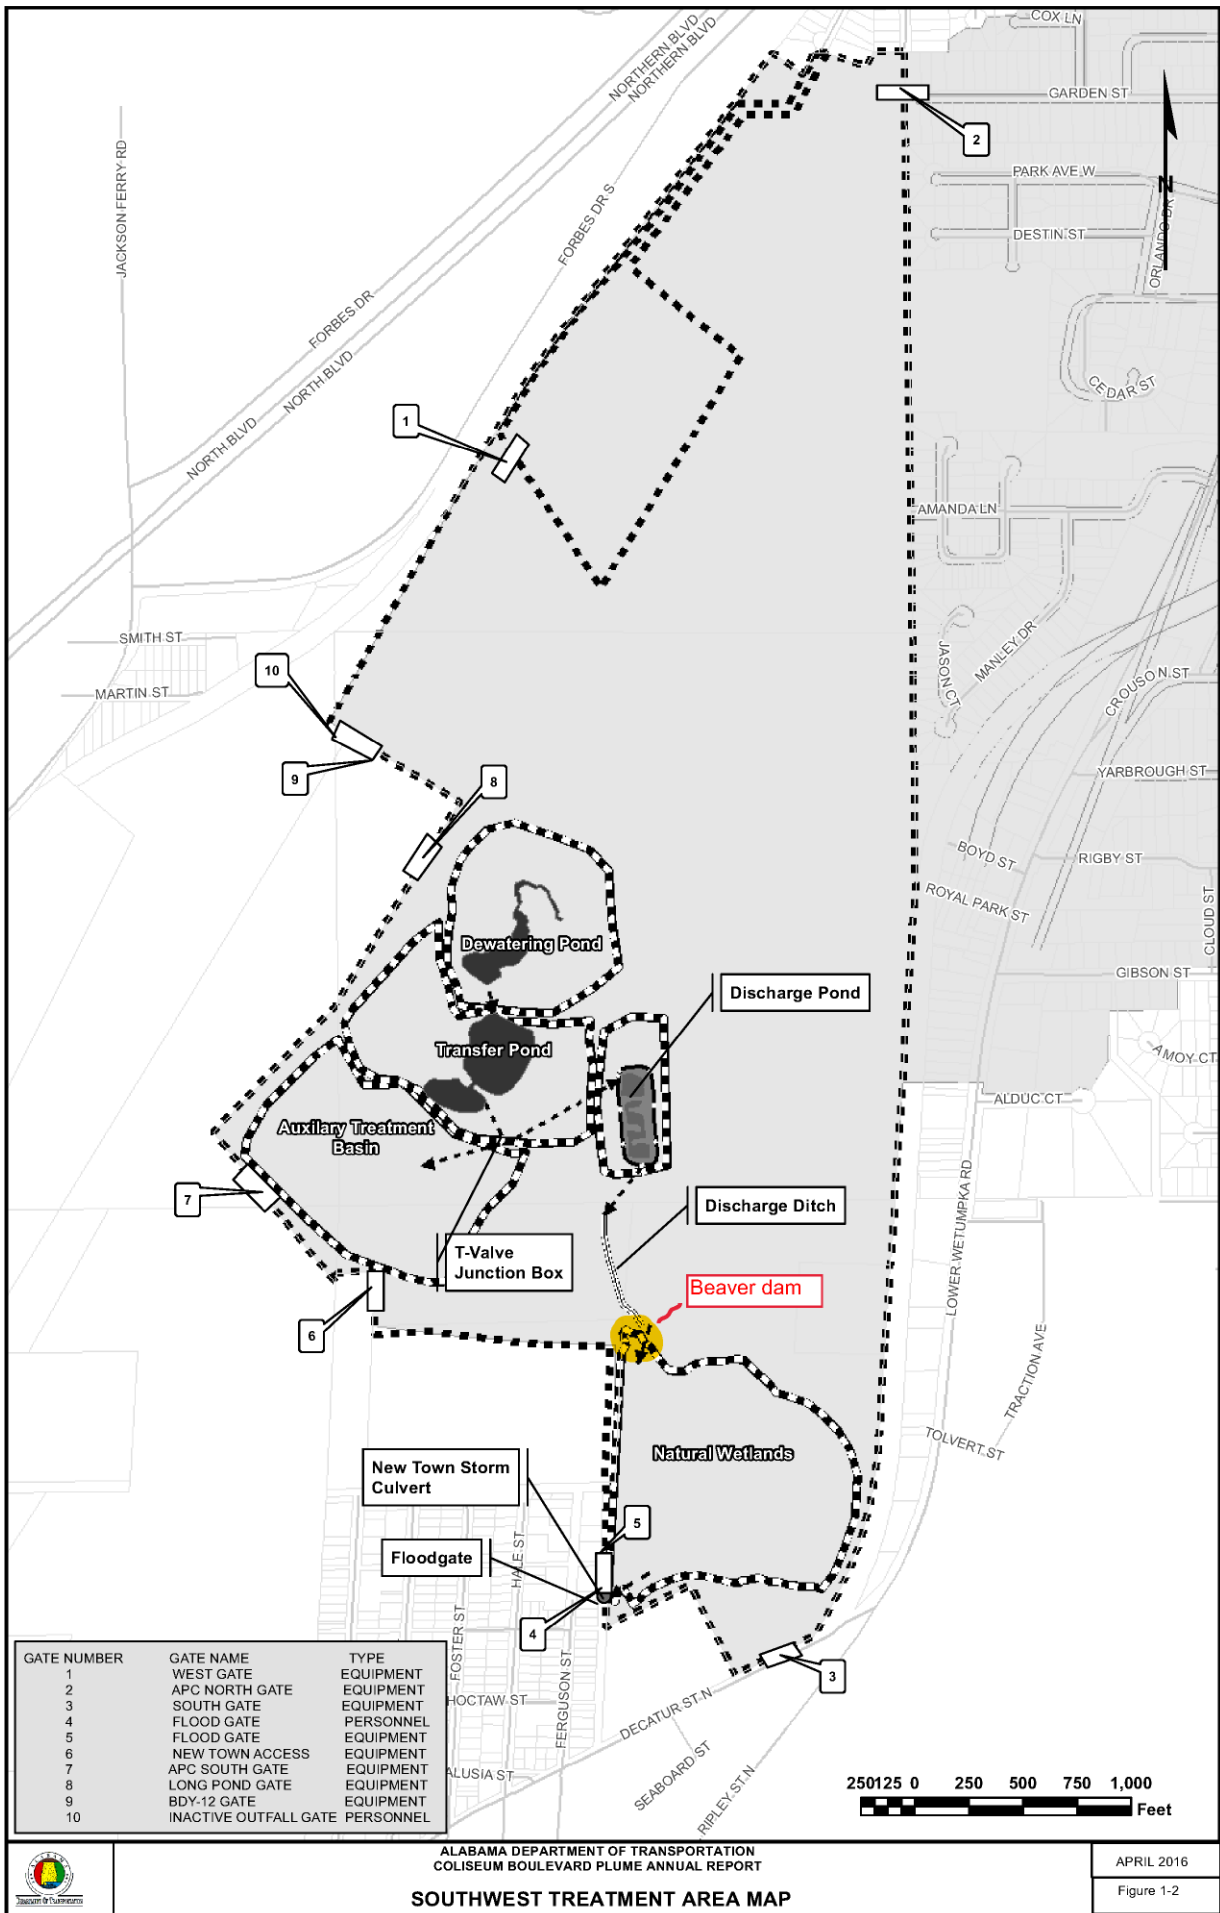 COX LN
NORTHERN BLVD
NORTHERN BLVD
GARDEN ST
2
JACKSON FERRY RD
PARK AVE W
N
FORBES DR S
DESTIN ST
ORLANDO DR
FORBES DR
NORTH BLVD
NORTH BLVD
CEDAR ST
1
AMANDA LN
SMITH ST
MANLEY DR
JASON CT
MARTIN ST
CROUSON ST
10
9
8
YARBROUGH ST
BOYD ST
RIGBY ST
ROYAL PARK ST
CLOUD ST
Dewatering Pond
GIBSON ST
Discharge Pond
Transfer Pond
AMOY CT
ALDUC CT
Auxilary Treatment
Basin
7
Discharge Ditch
LOWER WETUMPKA RD
T-Valve
Junction Box
Beaver dam
6
TRACTION AVE
TOLVERT ST
Natural Wetlands
New Town Storm
Culvert
5
Floodgate
HALE ST
4
FOSTER ST
FERGUSON ST
3
HOCTAW ST
DECATUR ST N
SEABOARD ST
RIPLEY ST N
ALUSIA ST
GATE NUMBER GATE NAME TYPE
1 WEST GATE EQUIPMENT
2 APC NORTH GATE EQUIPMENT
3 SOUTH GATE EQUIPMENT
4 FLOOD GATE PERSONNEL
5 FLOOD GATE EQUIPMENT
6 NEW TOWN ACCESS EQUIPMENT
7 APC SOUTH GATE EQUIPMENT
8 LONG POND GATE EQUIPMENT
9 BDY-12 GATE EQUIPMENT
10 INACTIVE OUTFALL GATE PERSONNEL
250 125 0 250 500 750 1,000
Feet
ALABAMA DEPARTMENT OF TRANSPORTATION
COLISEUM BOULEVARD PLUME ANNUAL REPORT
SOUTHWEST TREATMENT AREA MAP
APRIL 2016
Figure 1-2